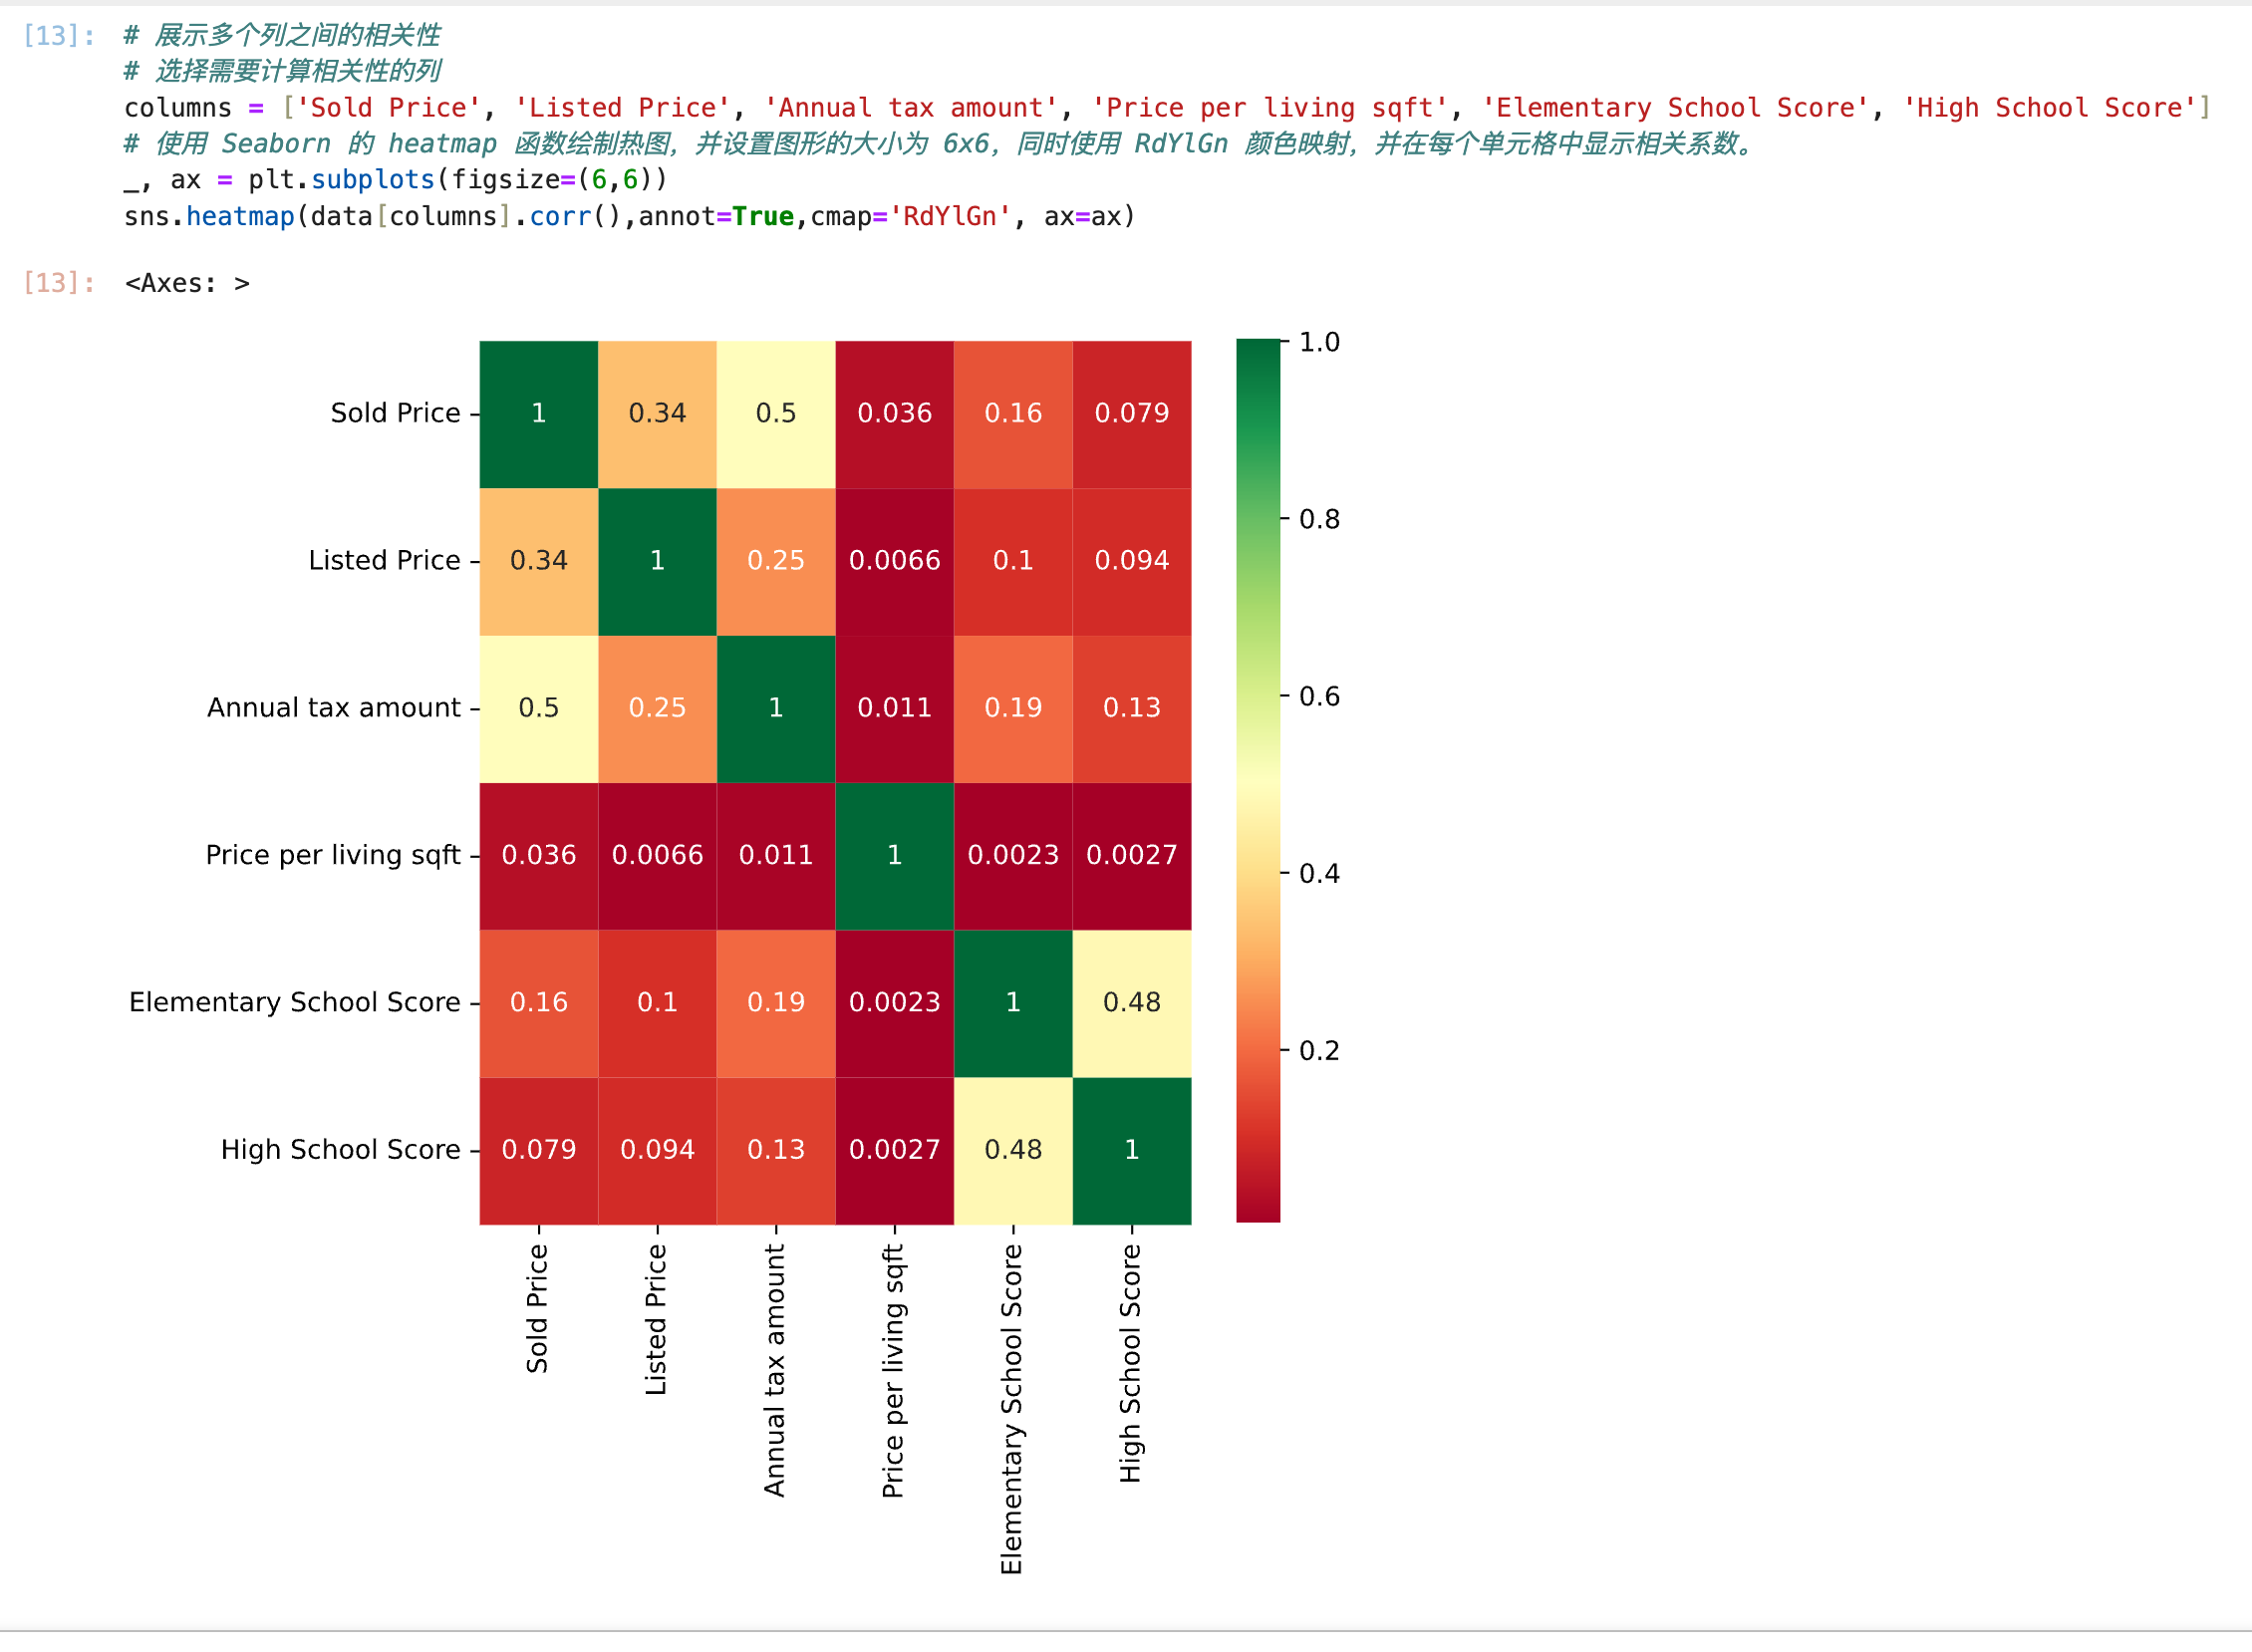 [13]: # 展示多个列之间的相关性
# 选择需要计算相关性的列
columns = ['Sold Price', 'Listed Price', 'Annual tax amount', 'Price per living sqft', 'Elementary School Score', 'High School Score']
# 使用 Seaborn 的 heatmap 函数绘制热图，并设置图形的大小为 6x6，同时使用 RdYlGn 颜色映射，并在每个单元格中显示相关系数。
_, ax = plt.subplots(figsize=(6,6))
sns.heatmap(data[columns].corr(),annot=True,cmap='RdYlGn', ax=ax)
[13]: <Axes: >
Sold Price 1 0.34 0.5 0.036 0.16 0.079
Listed Price 0.34 1 0.25 0.0066 0.1 0.094
Annual tax amount 0.5 0.25 1 0.011 0.19 0.13
Price per living sqft 0.036 0.0066 0.011 1 0.0023 0.0027
Elementary School Score 0.16 0.1 0.19 0.0023 1 0.48
High School Score 0.079 0.094 0.13 0.0027 0.48 1
Sold Price
Listed Price
Annual tax amount
Price per living sqft
Elementary School Score
High School Score
1.0
0.8
0.6
0.4
0.2